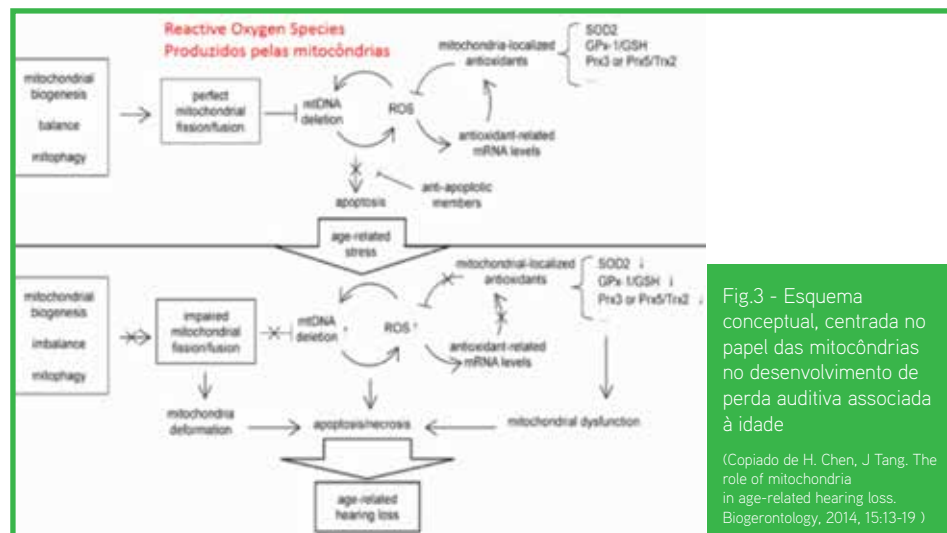 Reactive Oxygen Species
Produzidos pelas mitocôndrias
mitochondrial
biogenesis
balance
mitophagy
perfect
mitochondrial
fission/fusion
mtDNA
deletion
ROS
mitochondria-localized
antioxidants
SOD2
GPx-1/GSH
Prx3 or Prx5/Trx2
...
antioxidant-related
mRNA levels
apoptosis
anti-apoplotic
members
age-related
stress
mitochondrial
biogenesis
imbalance
mitophagy
impaired
mitochondrial
fission/fusion
mtDNA ↑
deletion
ROS ↑
mitochondrial-localized
antioxidants
SOD2 ↓
GPx-1/GSH ↓
Prx3 or Prx5/Trx2 ↓
...
antioxidant-related
mRNA levels
mitochondria
deformation
apoptosis/necrosis
mitochondrial dysfunction
age-related
hearing loss
Fig.3 - Esquema
conceptual, centrada no
papel das mitocôndrias
no desenvolvimento de
perda auditiva associada
à idade
(Copiado de H. Chen, J Tang. The
role of mitochondria
in age-related hearing loss.
Biogerontology, 2014, 15:13-19 )